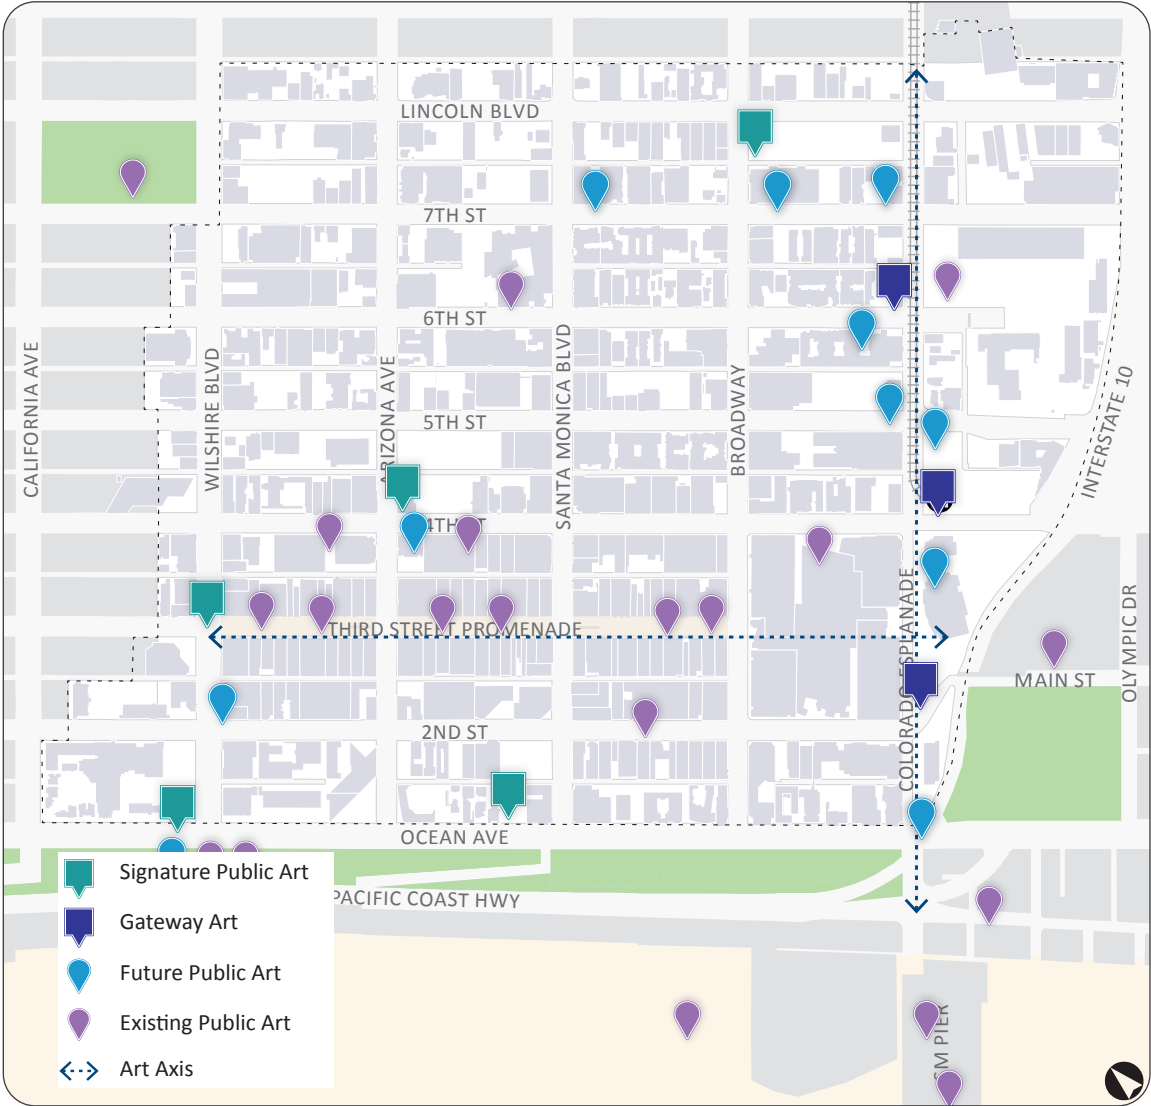 LINCOLN BLVD
7TH ST
6TH ST
CALIFORNIA AVE
WILSHIRE BLVD
ARIZONA AVE
SANTA MONICA BLVD
BROADWAY
INTERSTATE 10
5TH ST
4TH ST
THIRD STREET PROMENADE
COLORADO ESPLANADE
MAIN ST
OLYMPIC DR
2ND ST
OCEAN AVE
PACIFIC COAST HWY
SM PIER
Signature Public Art
Gateway Art
Future Public Art
Existing Public Art
Art Axis